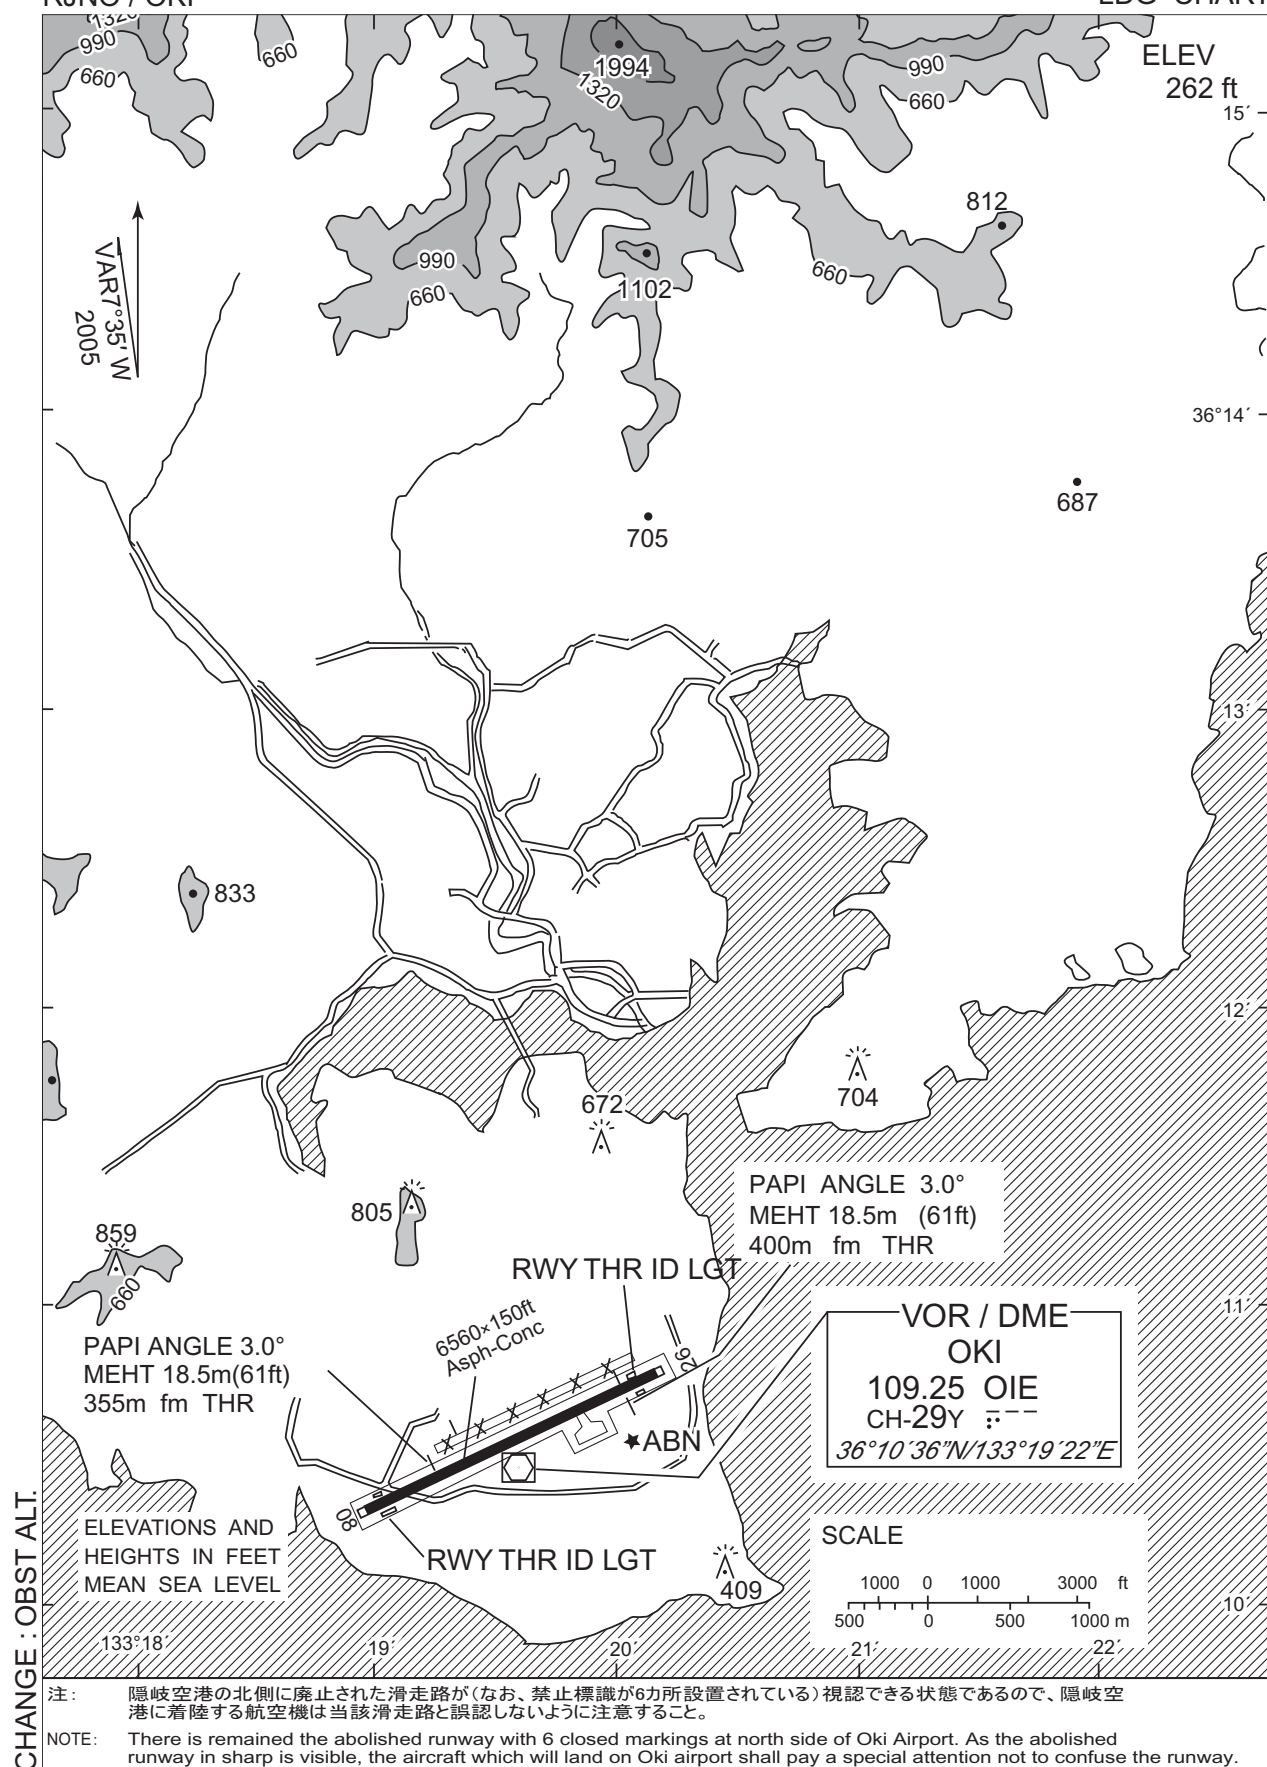 RJNO / OKI
LDG CHART
1320
990
660
660
1994
1320
990
660
ELEV
262 ft
15´
812
VAR7°35′ W
2005
990
660
1102
660
36°14´
687
705
13´
833
12´
704
672
805
859
660
PAPI ANGLE 3.0°
MEHT 18.5m (61ft)
400m fm THR
RWY THR ID LGT
6560×150ft
Asph-Conc
11´
PAPI ANGLE 3.0°
MEHT 18.5m(61ft)
355m fm THR
26
VOR / DME
OKI
109.25 OIE
CH-29Y
36°10´36”N/133°19´22”E
ABN
08
ELEVATIONS AND
HEIGHTS IN FEET
MEAN SEA LEVEL
RWY THR ID LGT
409
SCALE
1000 0 1000 3000 ft
500 0 500 1000 m
10´
133°18´
19´
20´
21´
22´
CHANGE : OBST ALT.
注: 隠岐空港の北側に廃止された滑走路が(なお、禁止標識が6カ所設置されている)視認できる状態であるので、隠岐空
港に着陸する航空機は当該滑走路と誤認しないように注意すること。
NOTE: There is remained the abolished runway with 6 closed markings at north side of Oki Airport. As the abolished
runway in sharp is visible, the aircraft which will land on Oki airport shall pay a special attention not to confuse the runway.